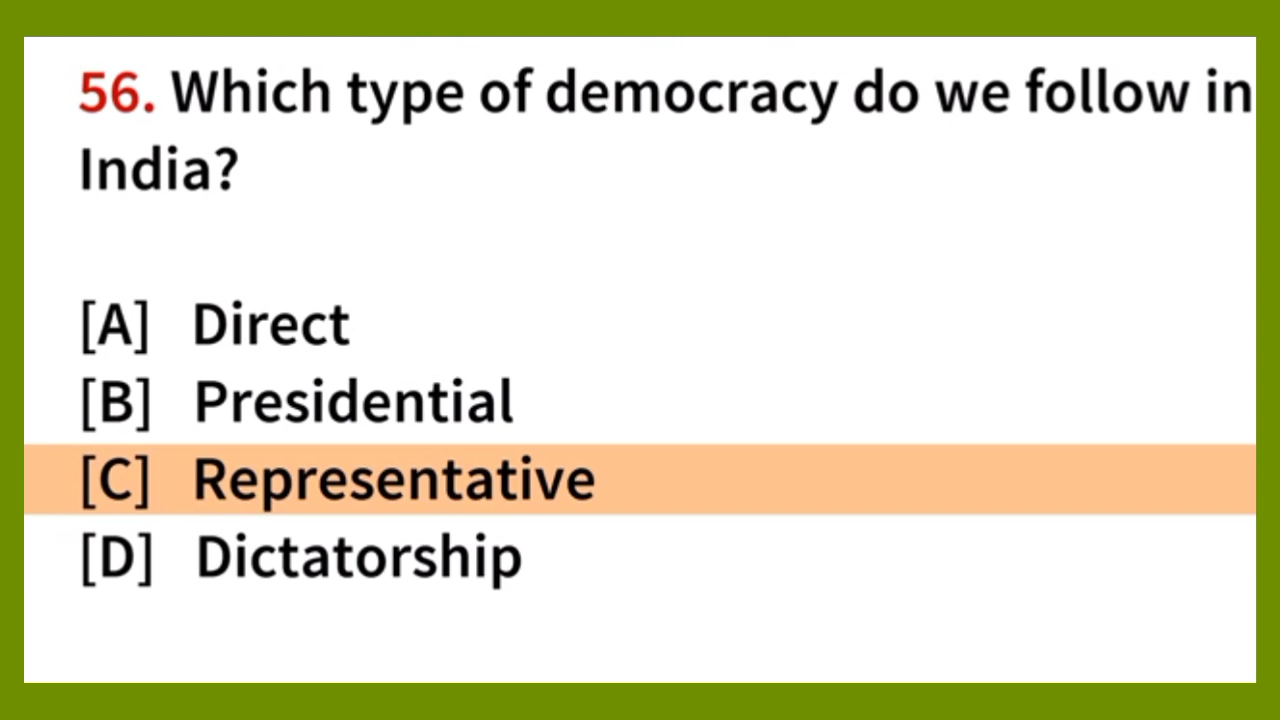 56. Which type of democracy do we follow in
India?
[A] Direct
[B] Presidential
[C] Representative
[D] Dictatorship